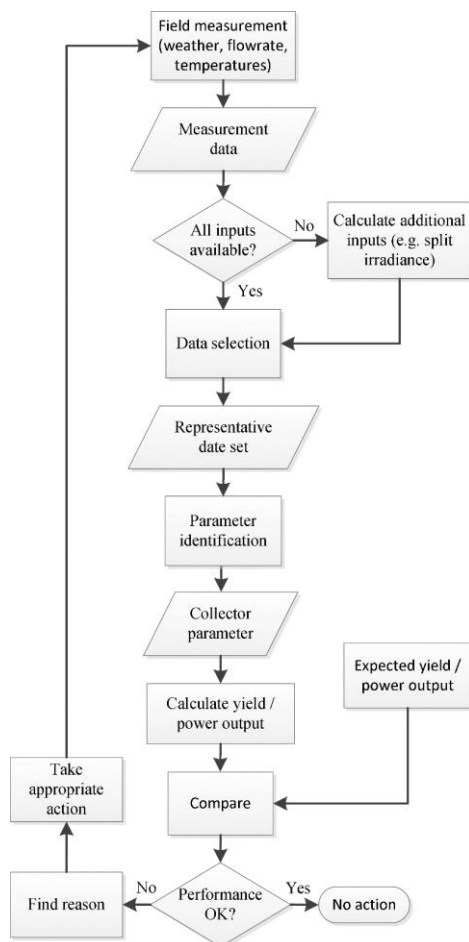 Field measurement
(weather, flowrate,
temperatures)
Measurement
data
All inputs
available?
No
Calculate additional
inputs (e.g. split
irradiance)
Yes
Data selection
Representative
date set
Parameter
identification
Collector
parameter
Expected yield /
power output
Calculate yield /
power output
Take
appropriate
action
Compare
Find reason
No
Performance
OK?
Yes
No action